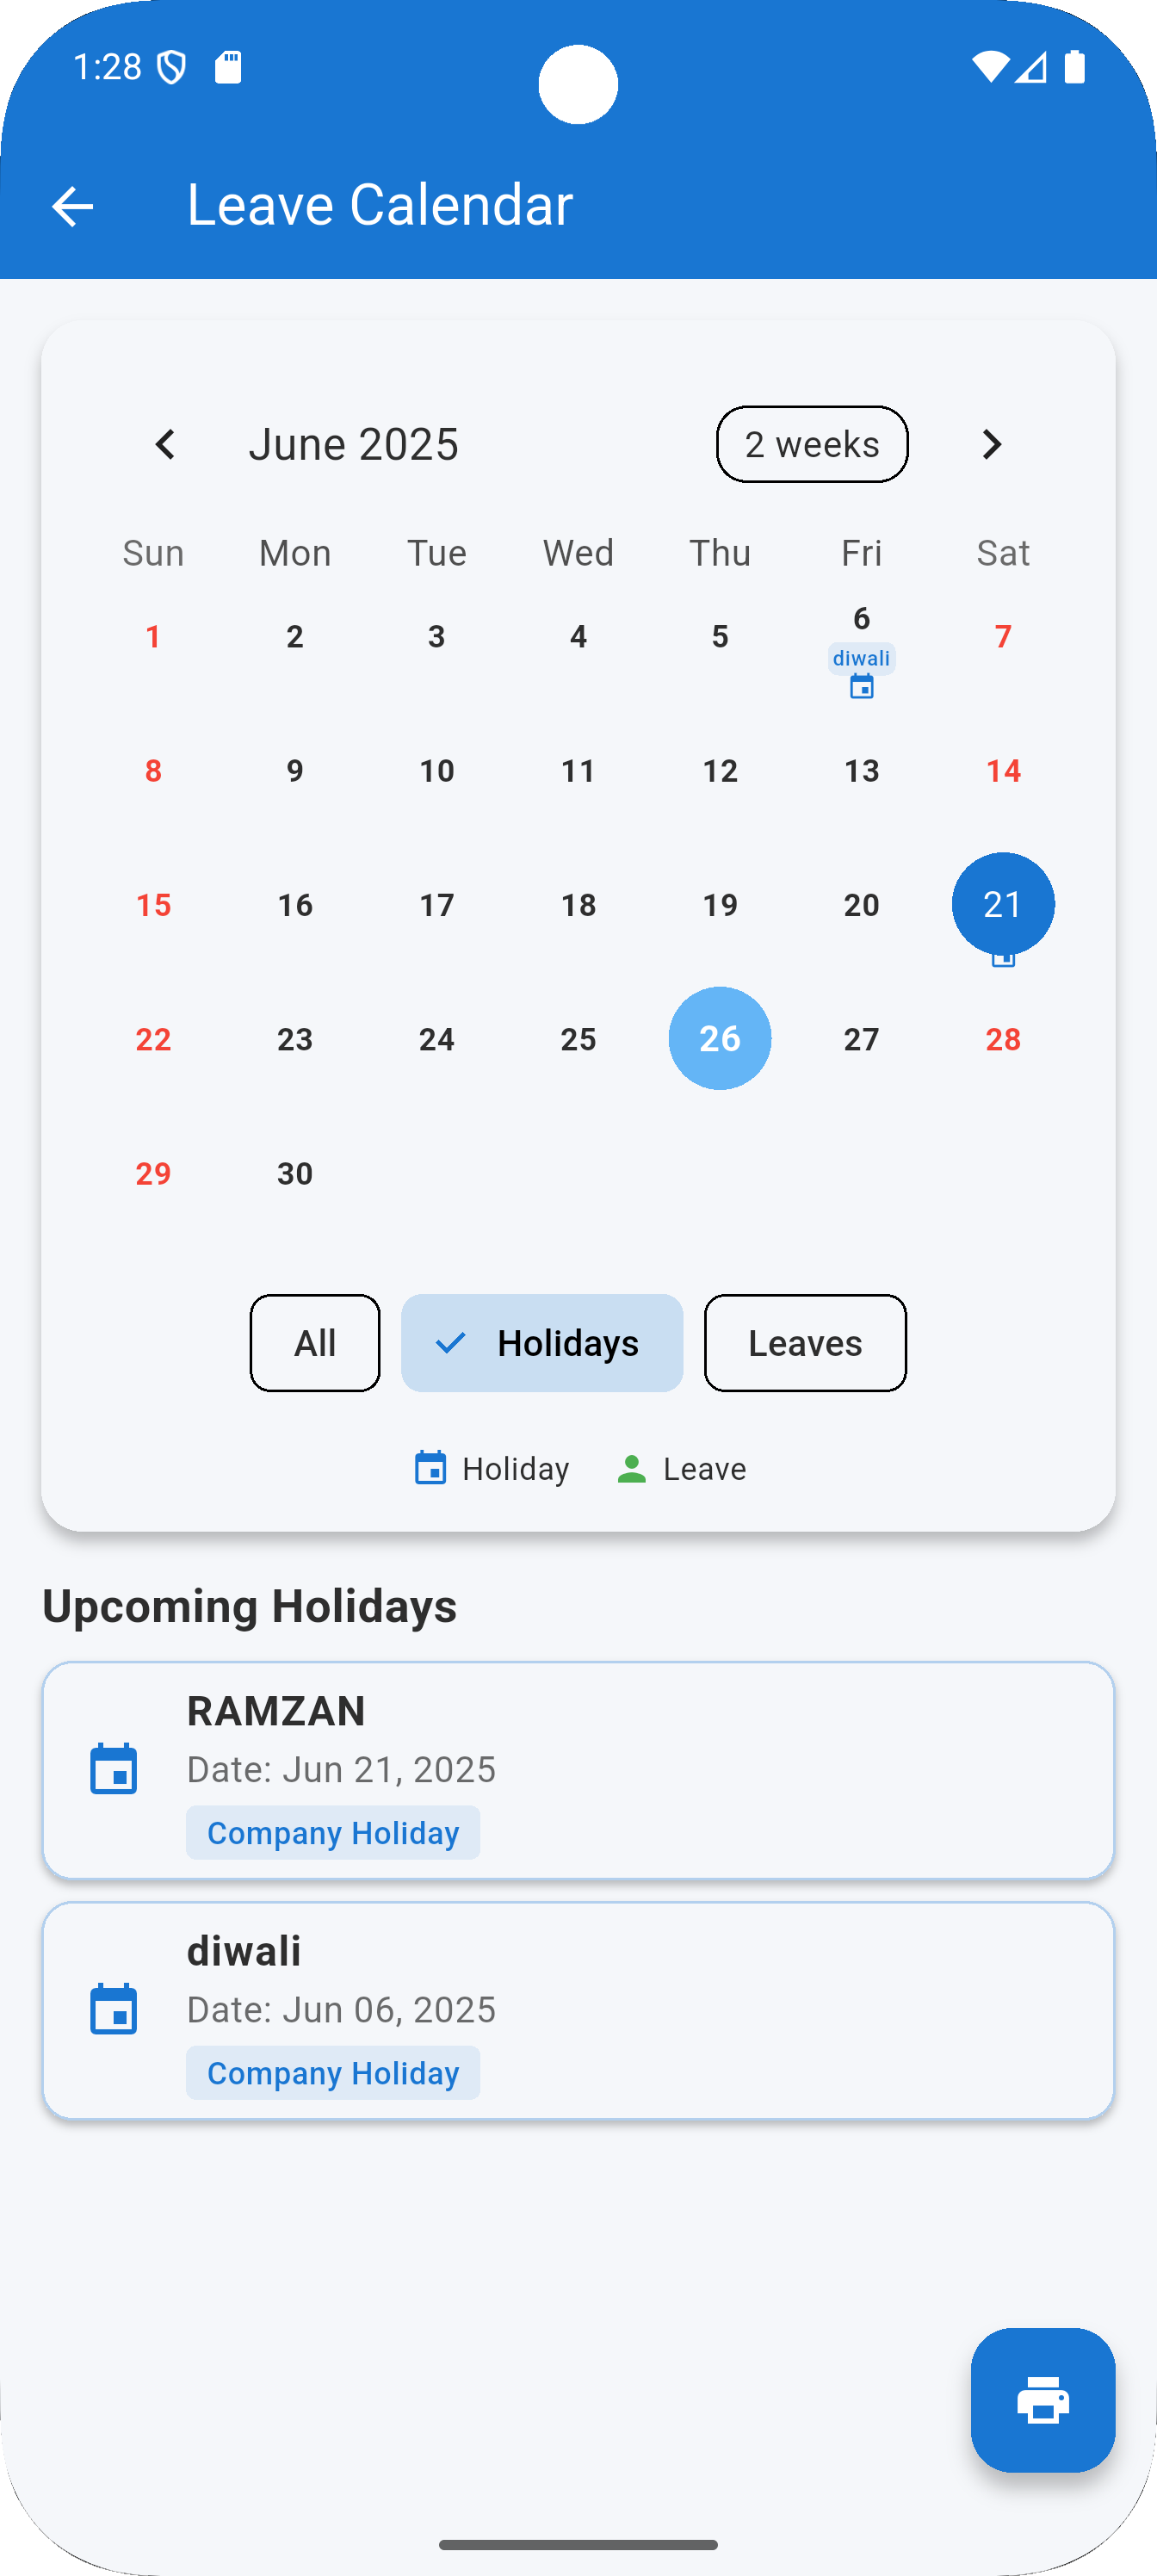 1:28
Leave Calendar
June 2025 2 weeks
Sun Mon Tue Wed Thu Fri Sat
1 2 3 4 5 6 7
diwali
8 9 10 11 12 13 14
15 16 17 18 19 20 21
22 23 24 25 26 27 28
29 30
All Holidays Leaves
Holiday Leave
Upcoming Holidays
RAMZAN
Date: Jun 21, 2025
Company Holiday
diwali
Date: Jun 06, 2025
Company Holiday